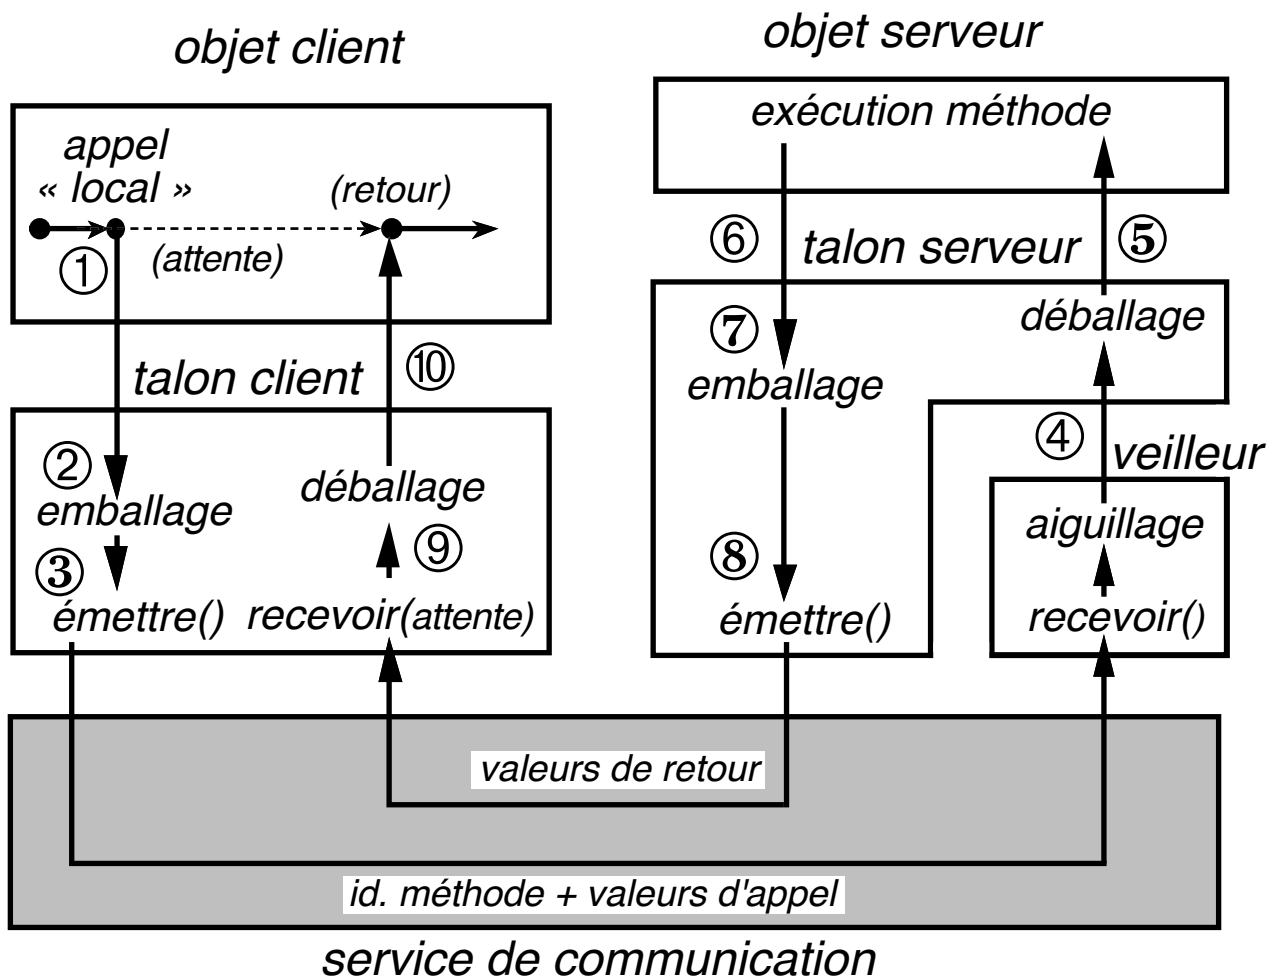 objet client
objet serveur
exécution méthode
appel
« local »
(retour)
(attente)
①
⑥
talon serveur
⑤
déballage
⑦
emballage
talon client
⑩
④
veilleur
②
emballage
déballage
aiguillage
③
⑨
⑧
émettre()
recevoir(attente)
émettre()
recevoir()
valeurs de retour
id. méthode + valeurs d'appel
service de communication